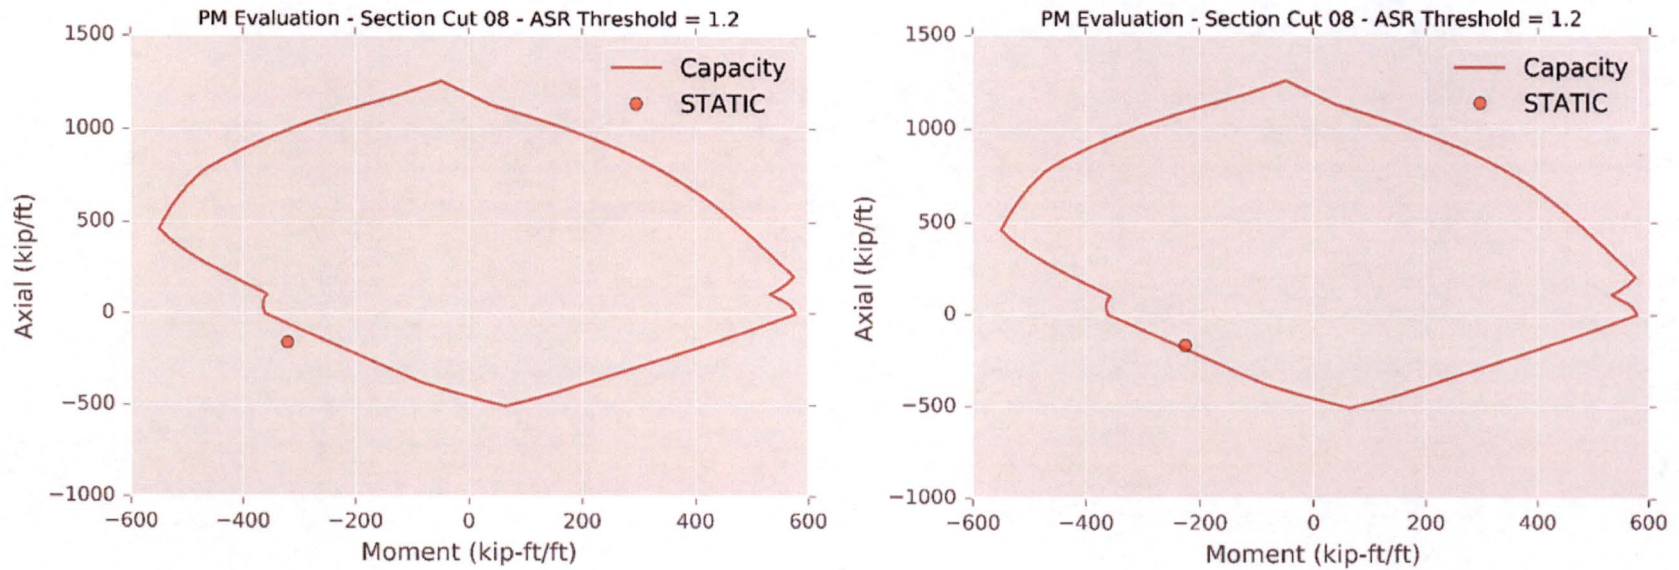 PM Evaluation - Section Cut 08 - ASR Threshold = 1.2
1500
1000
500
0
−500
−1000
Axial (kip/ft)
Capacity
STATIC
−600
−400
−200
0
200
400
600
Moment (kip-ft/ft)
PM Evaluation - Section Cut 08 - ASR Threshold = 1.2
1500
1000
500
0
−500
−1000
Axial (kip/ft)
Capacity
STATIC
−600
−400
−200
0
200
400
600
Moment (kip-ft/ft)